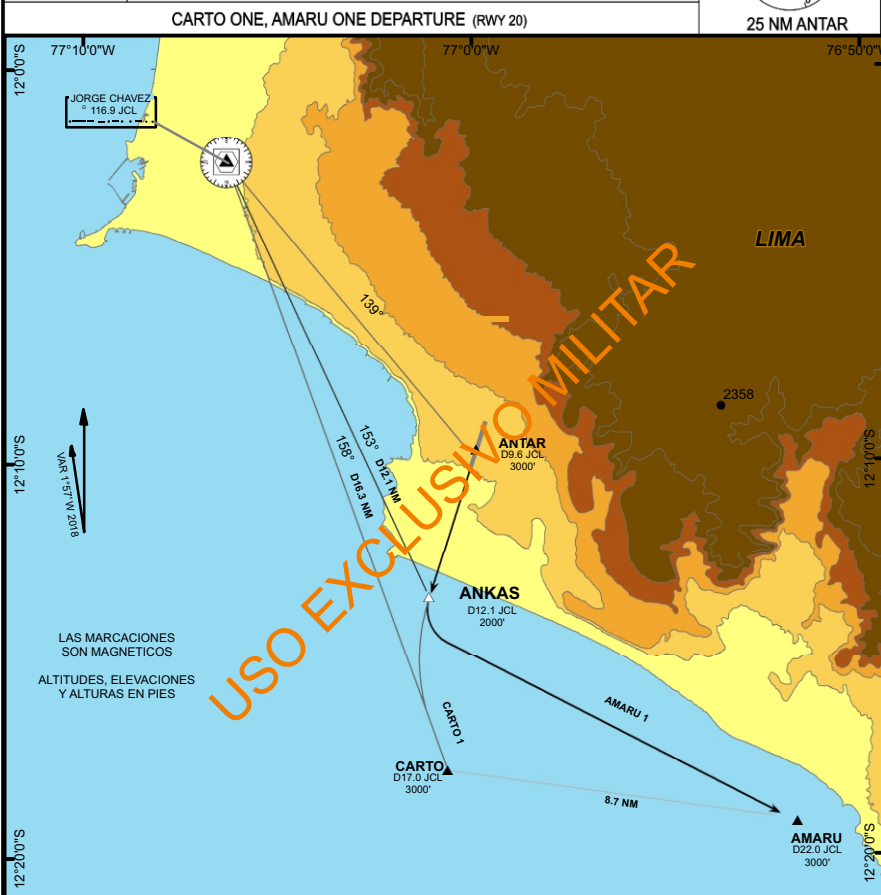 CARTO ONE, AMARU ONE DEPARTURE (RWY 20)
25 NM ANTAR
77°10'0"W
77°0'0"W
76°50'0"W
12°0'0"S
JORGE CHAVEZ
° 116.9 JCL
LIMA
139°
2358
153°
D12.1 NM
158°
D16.3 NM
ANTAR
D9.6 JCL
3000'
12°10'0"S
12°10'0"S
VAR 1°57' W 2018
USO EXCLUSIVO MILITAR
ANKAS
D12.1 JCL
2000'
LAS MARCACIONES
SON MAGNETICOS
ALTITUDES, ELEVACIONES
Y ALTURAS EN PIES
CARTO 1
AMARU 1
CARTO
D17.0 JCL
3000'
8.7 NM
AMARU
D22.0 JCL
3000'
12°20'0"S
12°20'0"S